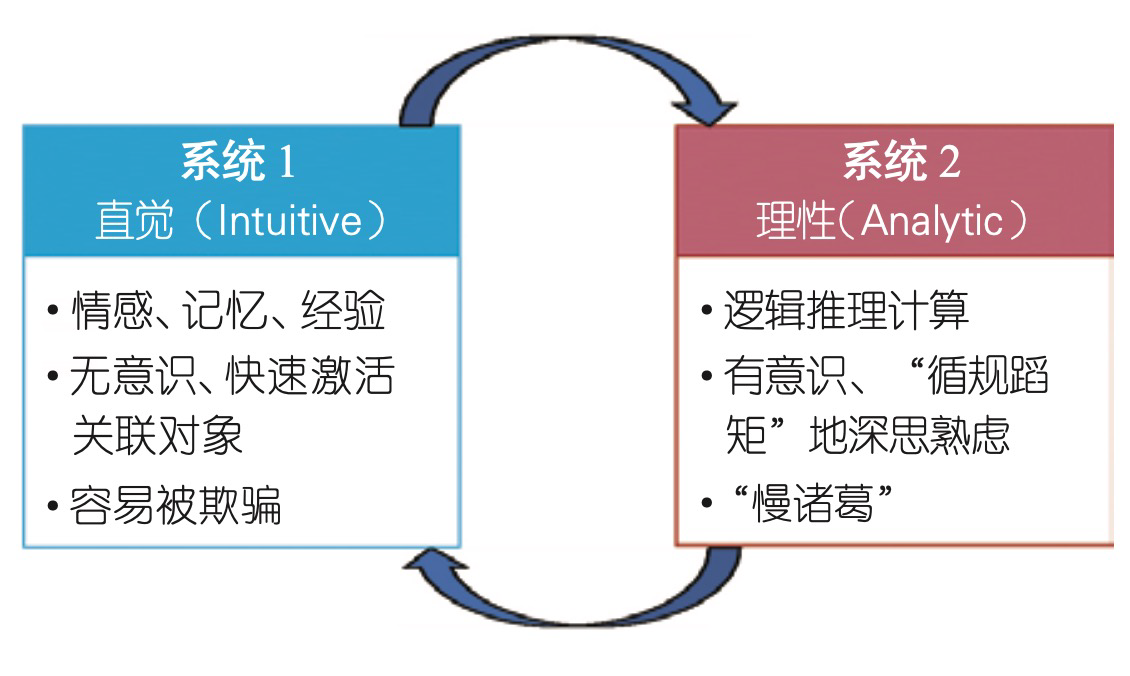 系统 1
直觉（Intuitive）
• 情感、记忆、经验
• 无意识、快速激活
关联对象
• 容易被欺骗
系统 2
理性（Analytic）
• 逻辑推理计算
• 有意识、“循规蹈
矩”地深思熟虑
• “慢诸葛”